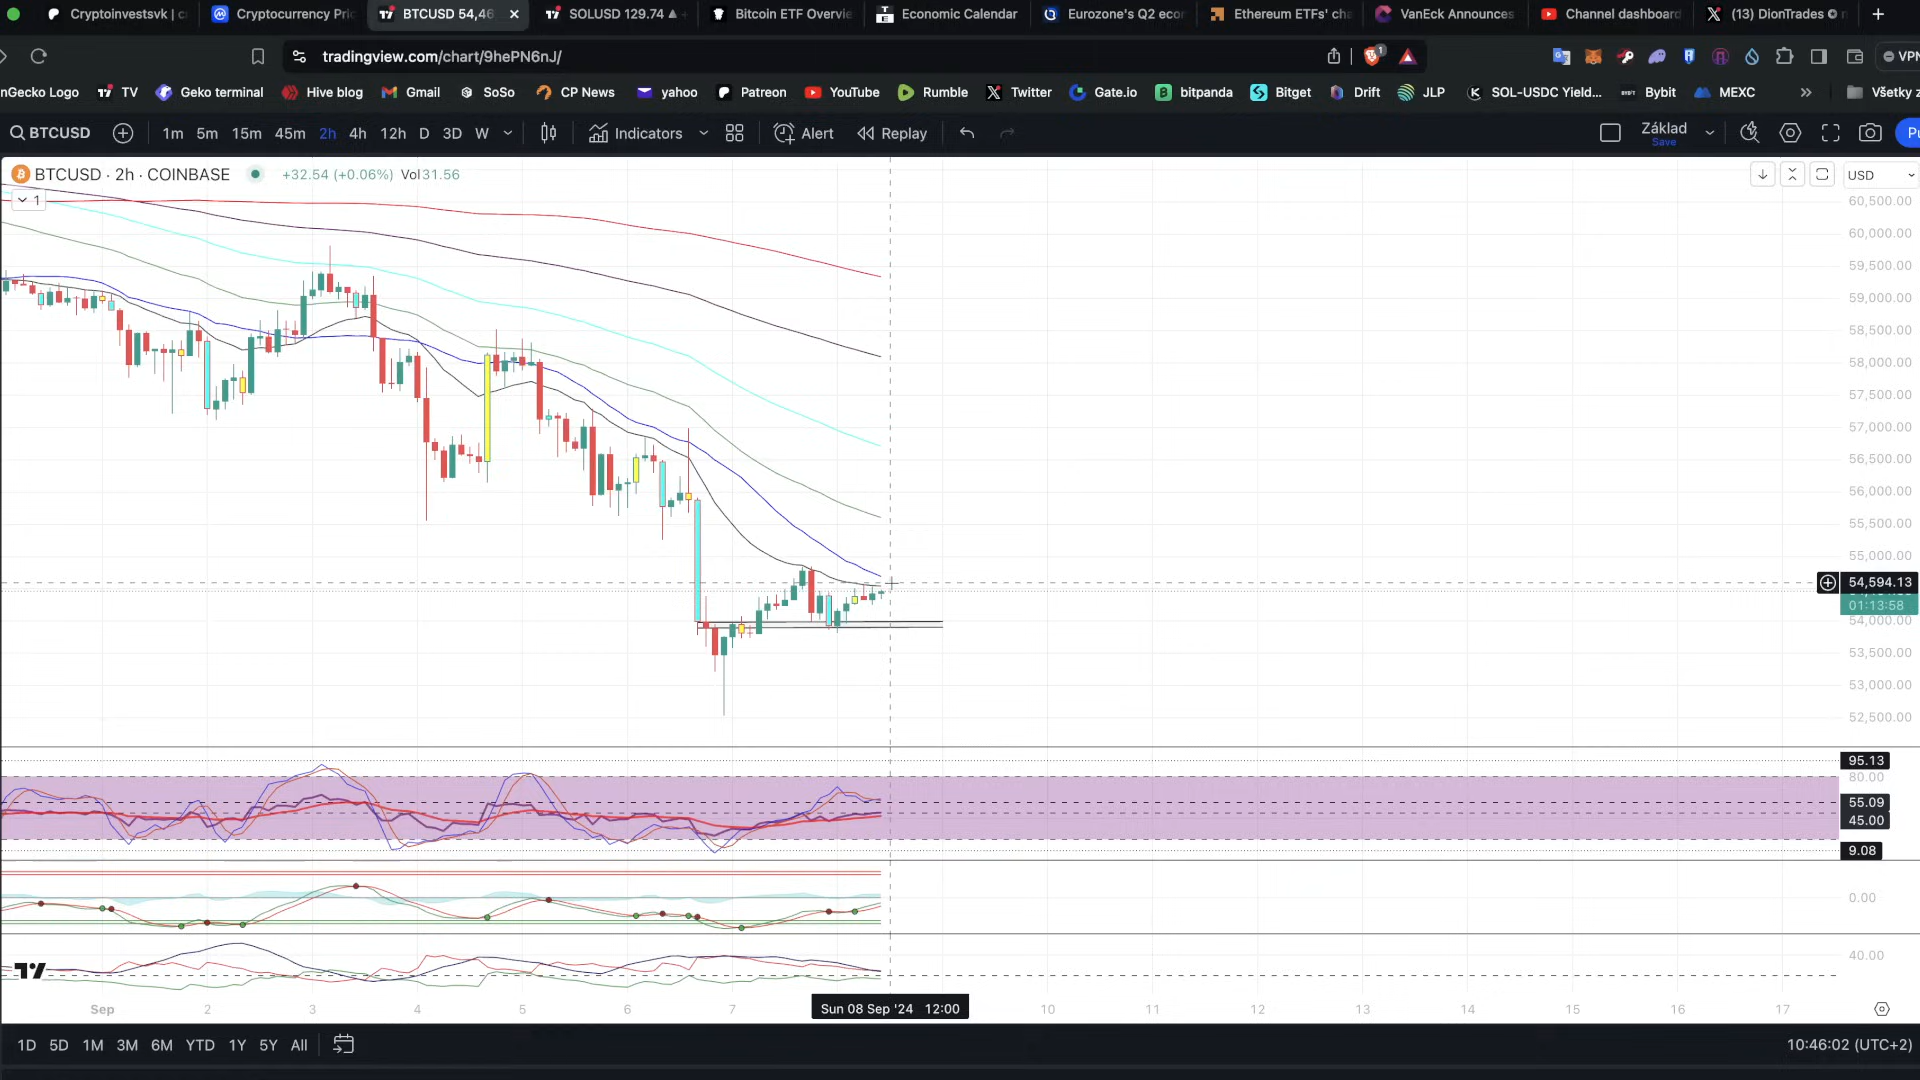 Cryptoinvestsvk | c
Cryptocurrency Pri
BTCUSD 54,46
SOLUSD 129.74
Bitcoin ETF Overvie
Economic Calendar
Eurozone's Q2 eco
Ethereum ETFs' cha
VanEck Announces
Channel dashboard
(13) DionTrades
tradingview.com/chart/9hePN6nJ/
1
VPN
nGecko Logo
TV
Geko terminal
Hive blog
Gmail
SoSo
CP News
yahoo
Patreon
YouTube
Rumble
Twitter
Gate.io
bitpanda
Bitget
Drift
JLP
SOL-USDC Yield...
Bybit
MEXC
Všetky z
BTCUSD
1m 5m 15m 45m 2h 4h 12h D 3D W
Indicators
Alert
Replay
Základ
Save
Pu
BTCUSD · 2h · COINBASE
+32.54 (+0.06%) Vol31.56
USD
1
60,500.00
60,000.00
59,500.00
59,000.00
58,500.00
58,000.00
57,500.00
57,000.00
56,500.00
56,000.00
55,500.00
55,000.00
54,594.13
01:13:58
54,000.00
53,500.00
53,000.00
52,500.00
95.13
80.00
55.09
45.00
9.08
0.00
40.00
Sep 2 3 4 5 6 7 Sun 08 Sep '24 12:00 10 11 12 13 14 15 16 17
1D 5D 1M 3M 6M YTD 1Y 5Y All
10:46:02 (UTC+2)